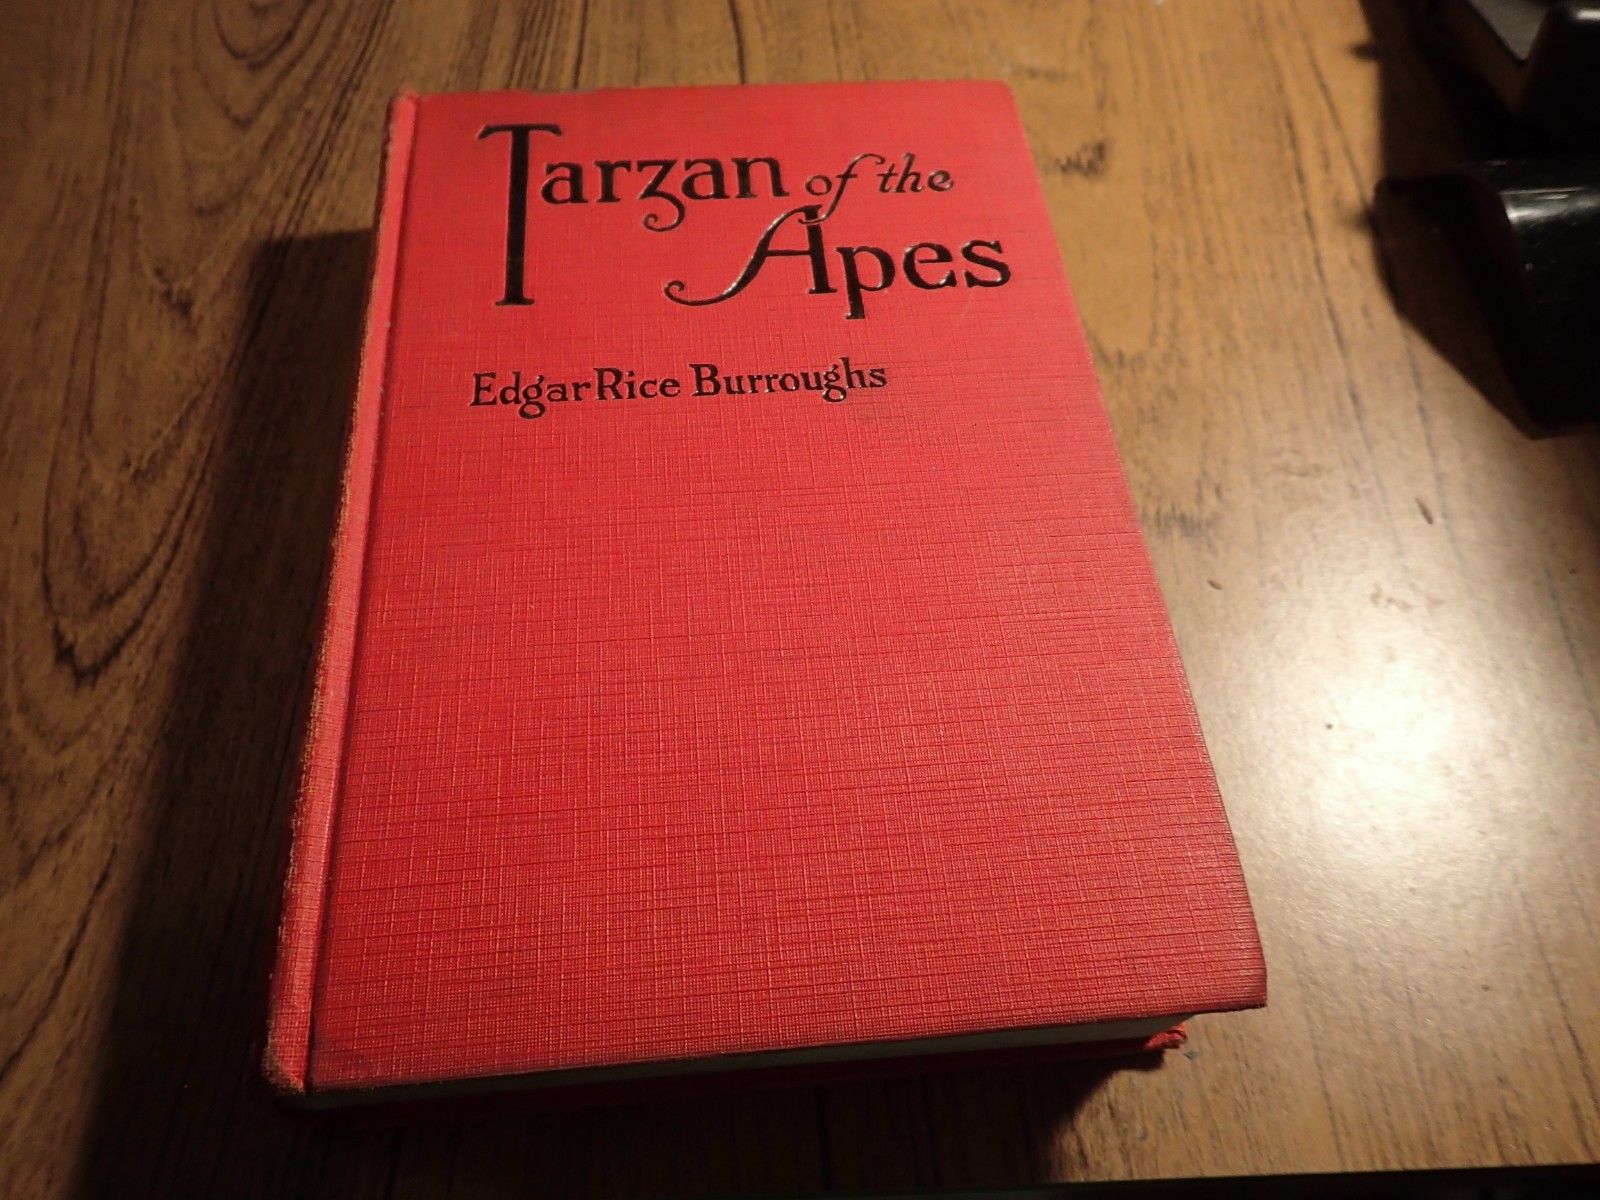 Tarzan of the
Apes
Edgar Rice Burroughs